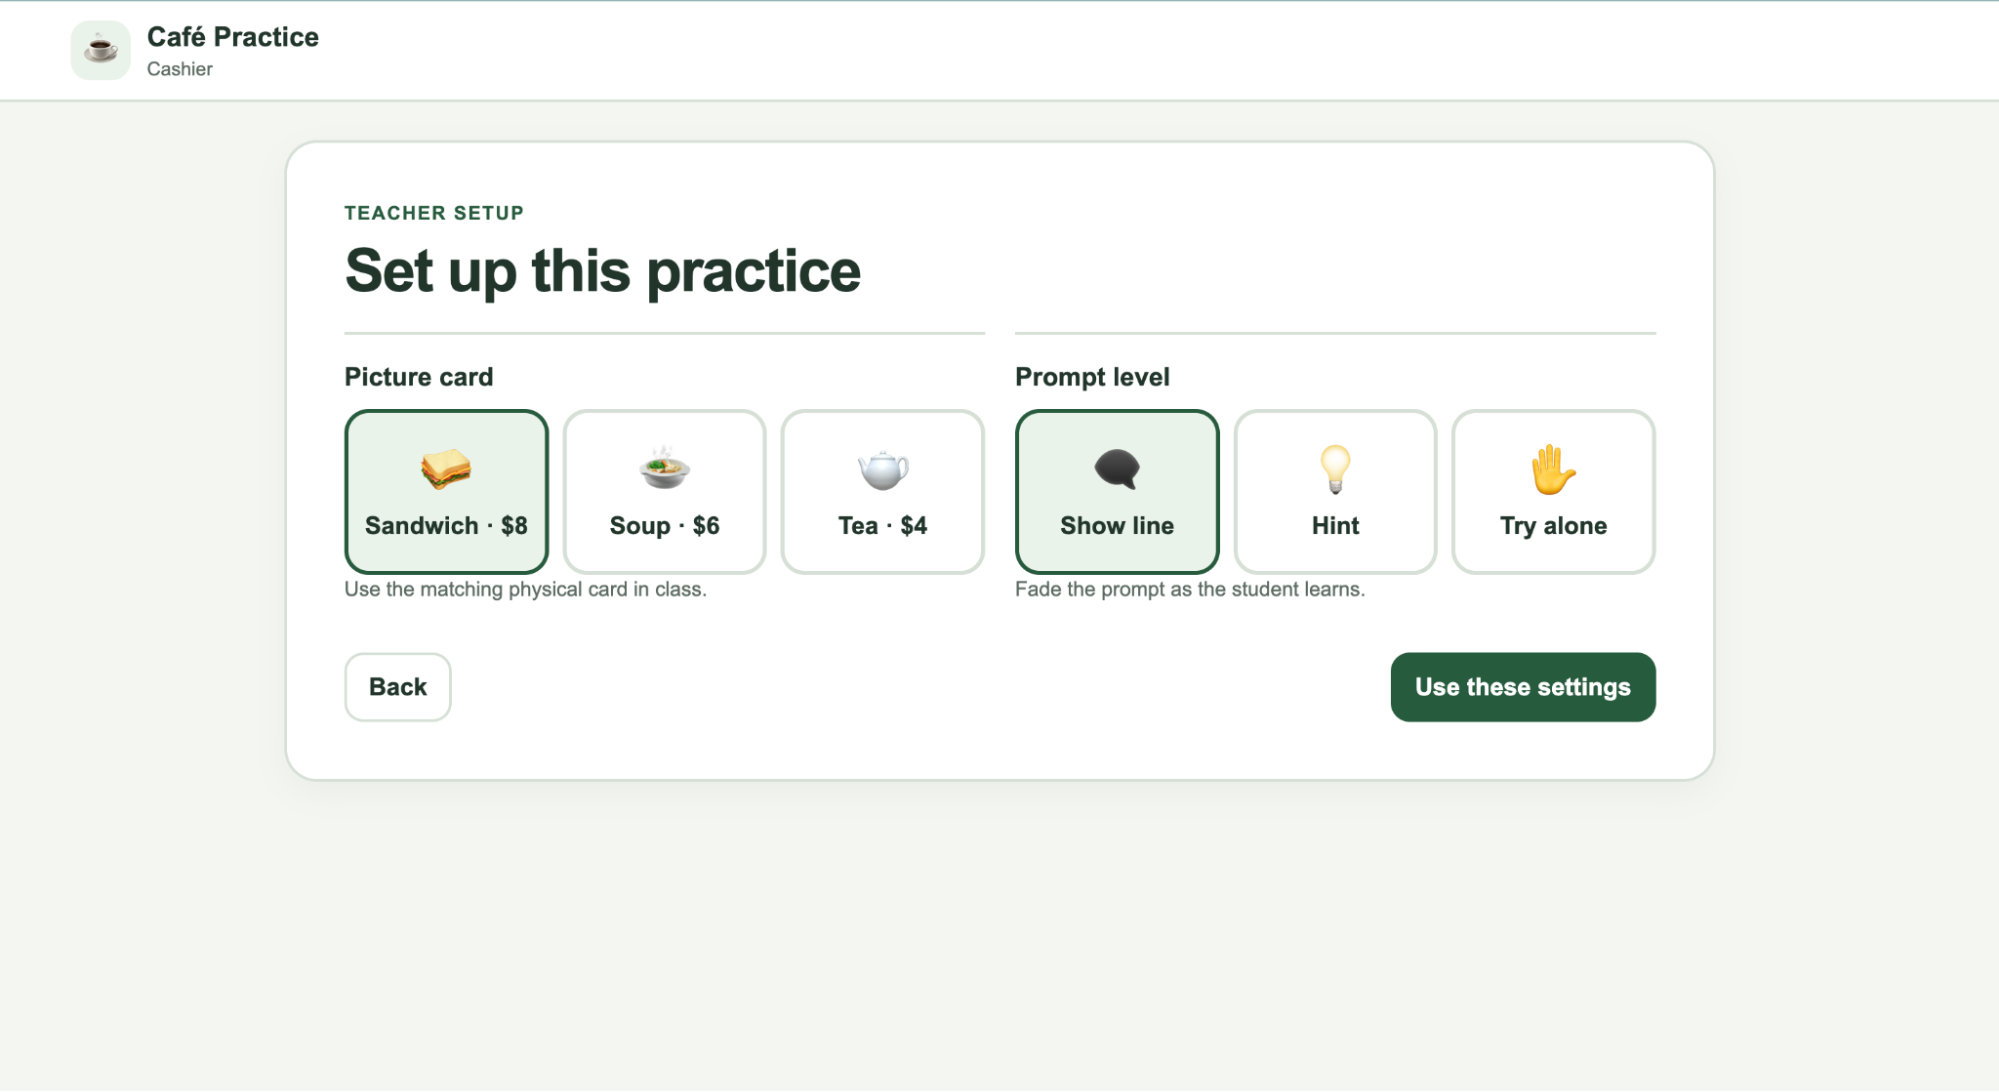 Café Practice
Cashier
TEACHER SETUP
Set up this practice
Picture card
Sandwich · $8
Soup · $6
Tea · $4
Use the matching physical card in class.
Prompt level
Show line
Hint
Try alone
Fade the prompt as the student learns.
Back
Use these settings